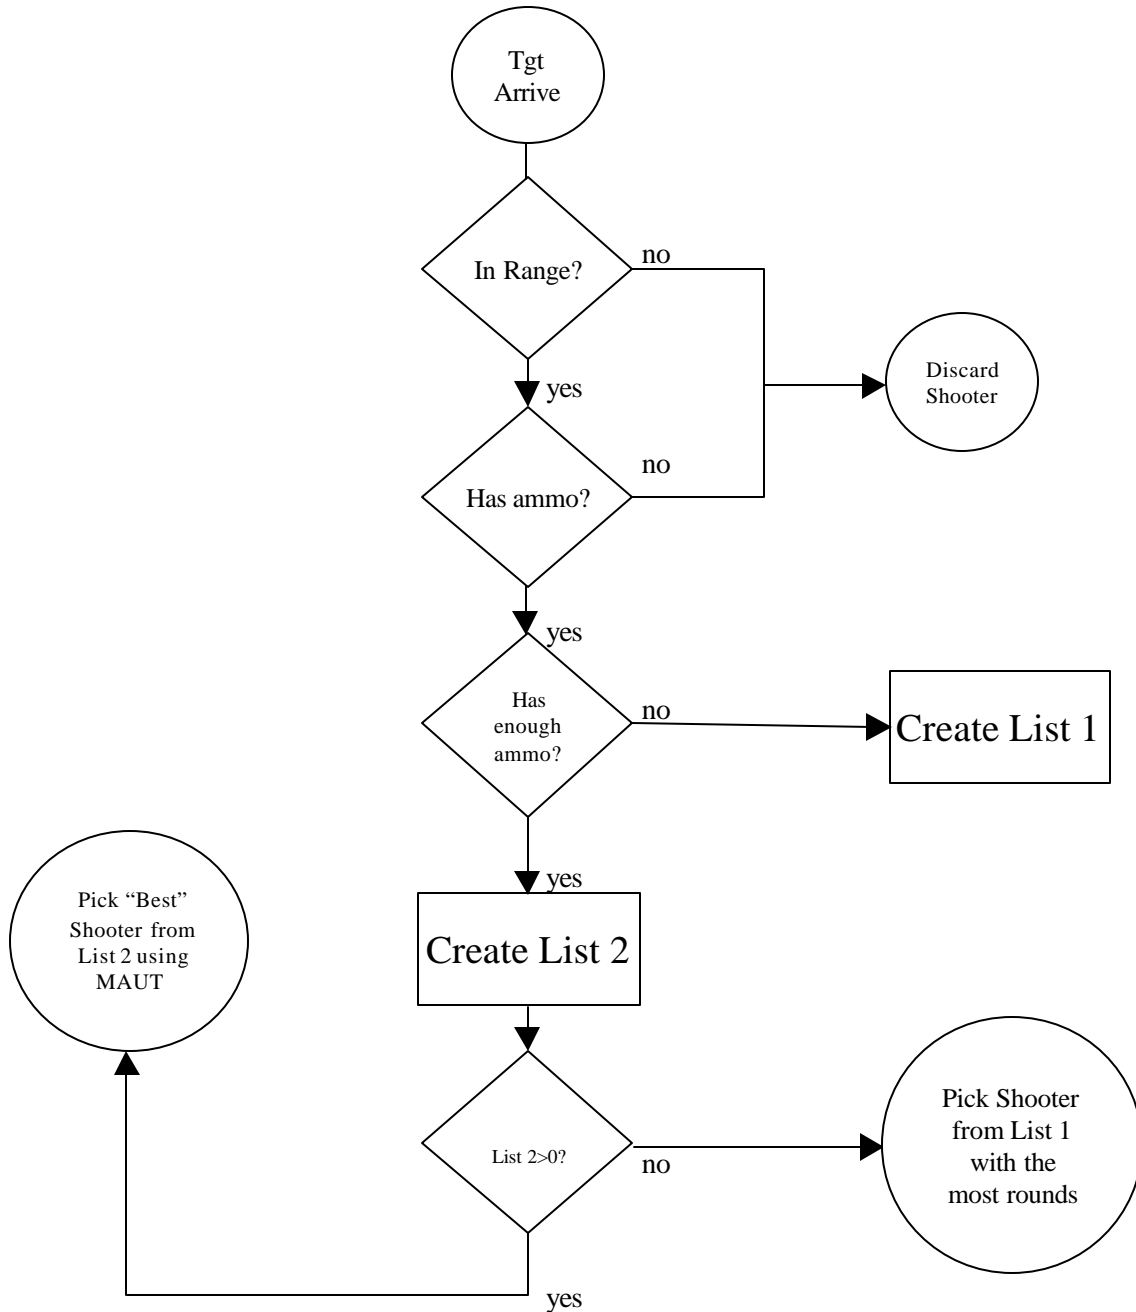 Tgt
Arrive
In Range?
no
yes
Discard
Shooter
Has ammo?
no
yes
Has
enough
ammo?
no
Create List 1
yes
Create List 2
Pick “Best”
Shooter from
List 2 using
MAUT
List 2>0?
no
Pick Shooter
from List 1
with the
most rounds
yes